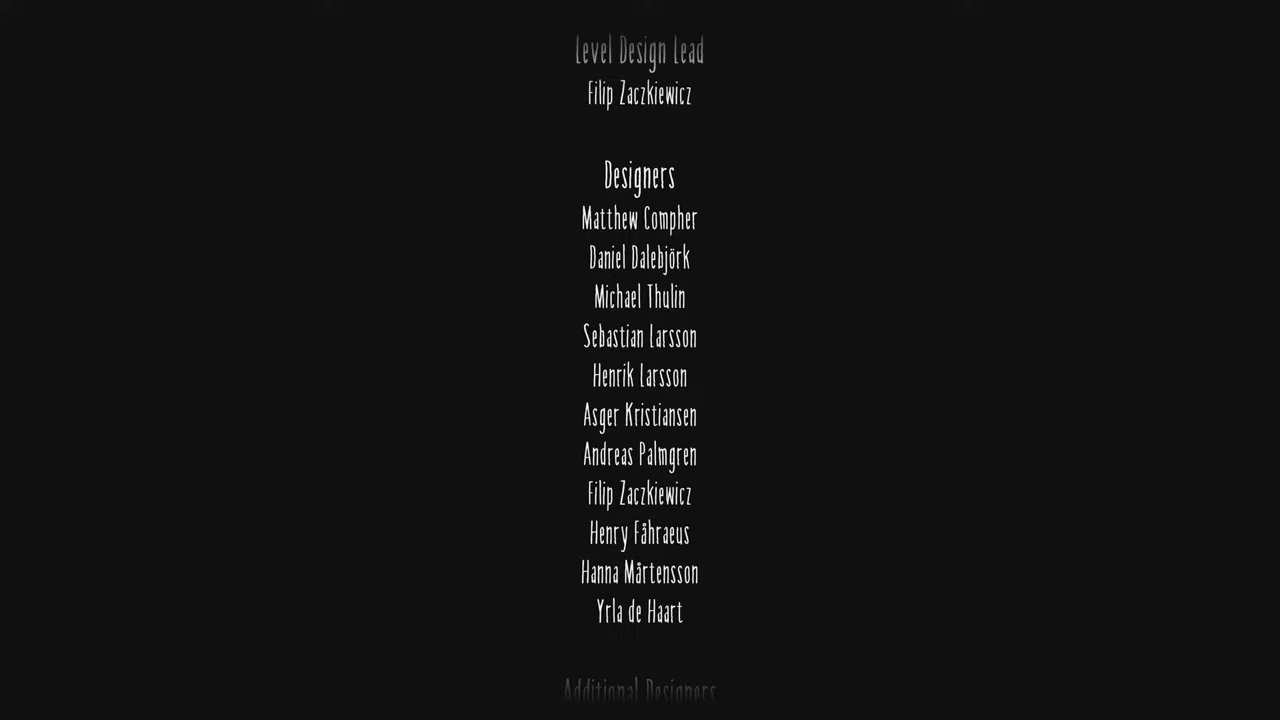 Level Design Lead
Filip Zaczkiewicz
Designers
Matthew Compher
Daniel Dalebjörk
Michael Thulin
Sebastian Larsson
Henrik Larsson
Asger Kristiansen
Andreas Palmgren
Filip Zaczkiewicz
Henry Fåhraeus
Hanna Mårtensson
Yrla de Haart
Additional Designers